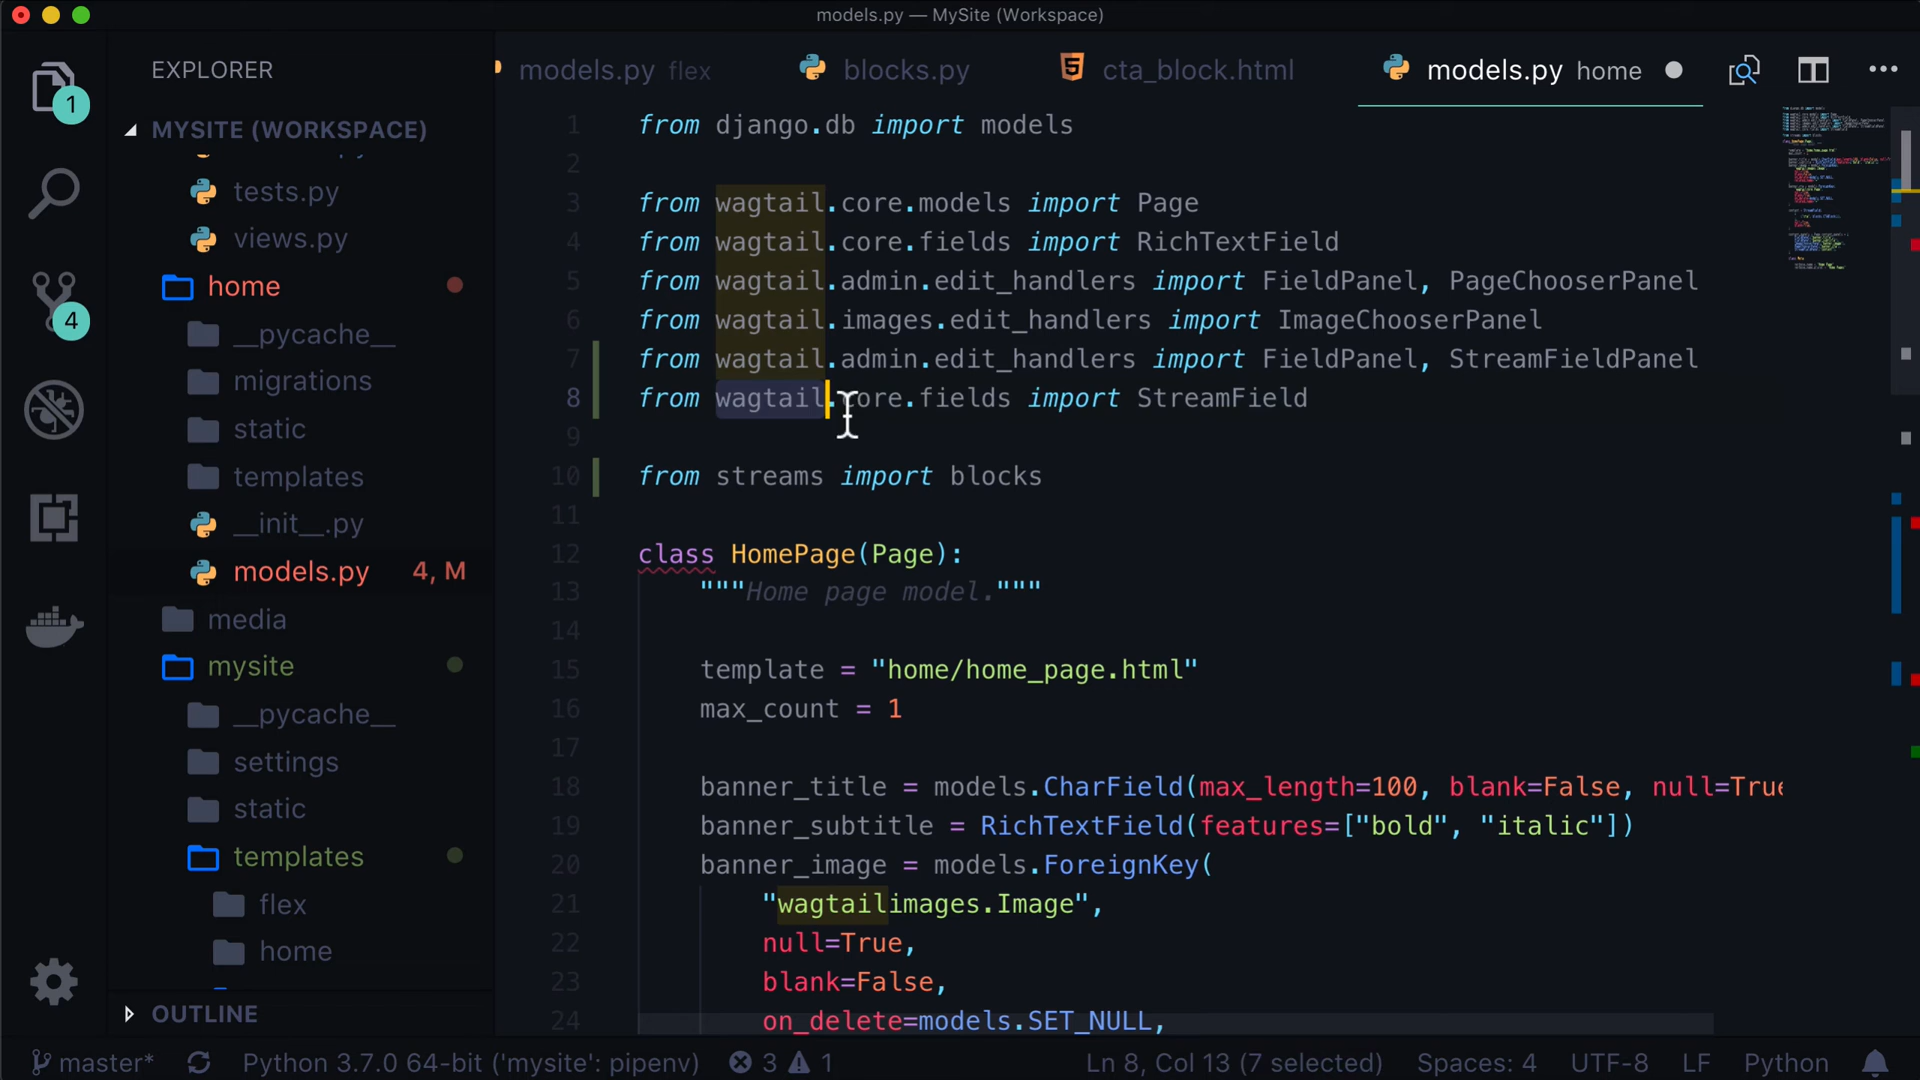 models.py — MySite (Workspace)
EXPLORER
models.py flex
blocks.py
cta_block.html
models.py home
1
MYSITE (WORKSPACE)
tests.py
views.py
home
__pycache__
4
migrations
static
templates
__init__.py
models.py 4, M
media
mysite
__pycache__
settings
static
templates
flex
home
OUTLINE
1 from django.db import models
2
3 from wagtail.core.models import Page
4 from wagtail.core.fields import RichTextField
5 from wagtail.admin.edit_handlers import FieldPanel, PageChooserPanel
6 from wagtail.images.edit_handlers import ImageChooserPanel
7 from wagtail.admin.edit_handlers import FieldPanel, StreamFieldPanel
8 from wagtail.core.fields import StreamField
9
10 from streams import blocks
11
12 class HomePage(Page):
13 """Home page model."""
14
15 template = "home/home_page.html"
16 max_count = 1
17
18 banner_title = models.CharField(max_length=100, blank=False, null=True
19 banner_subtitle = RichTextField(features=["bold", "italic"])
20 banner_image = models.ForeignKey(
21 "wagtailimages.Image",
22 null=True,
23 blank=False,
24 on_delete=models.SET_NULL,
master* Python 3.7.0 64-bit ('mysite': pipenv) 3 1 Ln 8, Col 13 (7 selected) Spaces: 4 UTF-8 LF Python